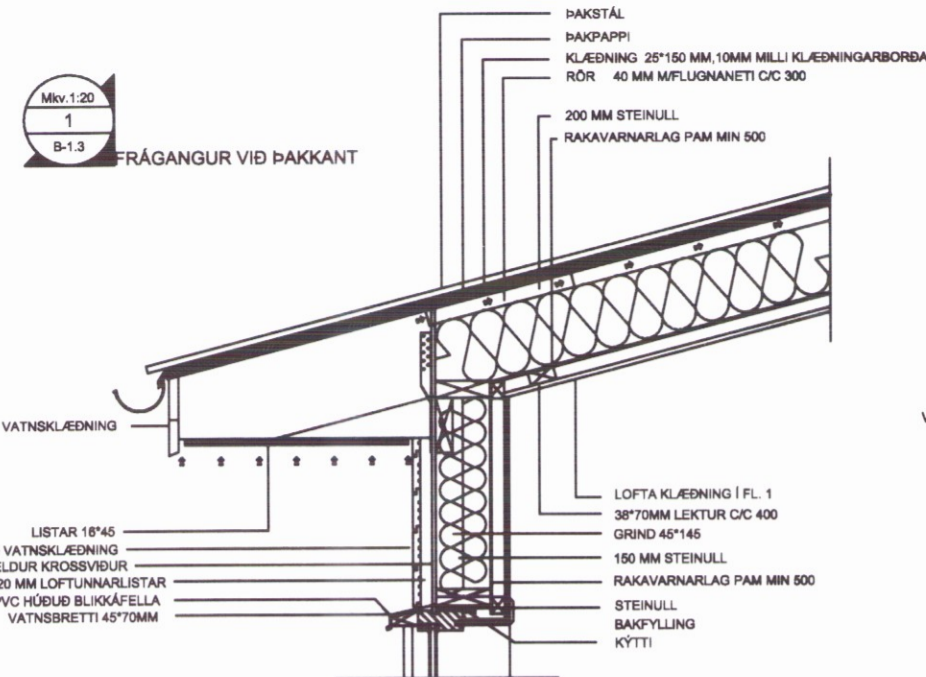 ÞAKSTÁL
ÞAKPAPPI
KLÆÐNING 25*150 MM,10MM MILLI KLÆÐNINGARBORÐA
RÖR 40 MM M/FLUGNANETI C/C 300
200 MM STEINULL
RAKAVARNARLAG PAM MIN 500
Mkv.1:20
1
B-1.3
FRÁGANGUR VIÐ ÞAKKANT
VATNSKLÆÐNING
LISTAR 16*45
VATNSKLÆÐNING
ELDUR KROSSVIÐUR
20 MM LOFTUNNARLISTAR
VC HÚÐUÐ BLIKKÁFELLA
VATNSBRETTI 45*70MM
LOFTA KLÆÐNING Í FL. 1
38*70MM LEKTUR C/C 400
GRIND 45*145
150 MM STEINULL
RAKAVARNARLAG PAM MIN 500
STEINULL
BAKFYLLING
KÝTTI